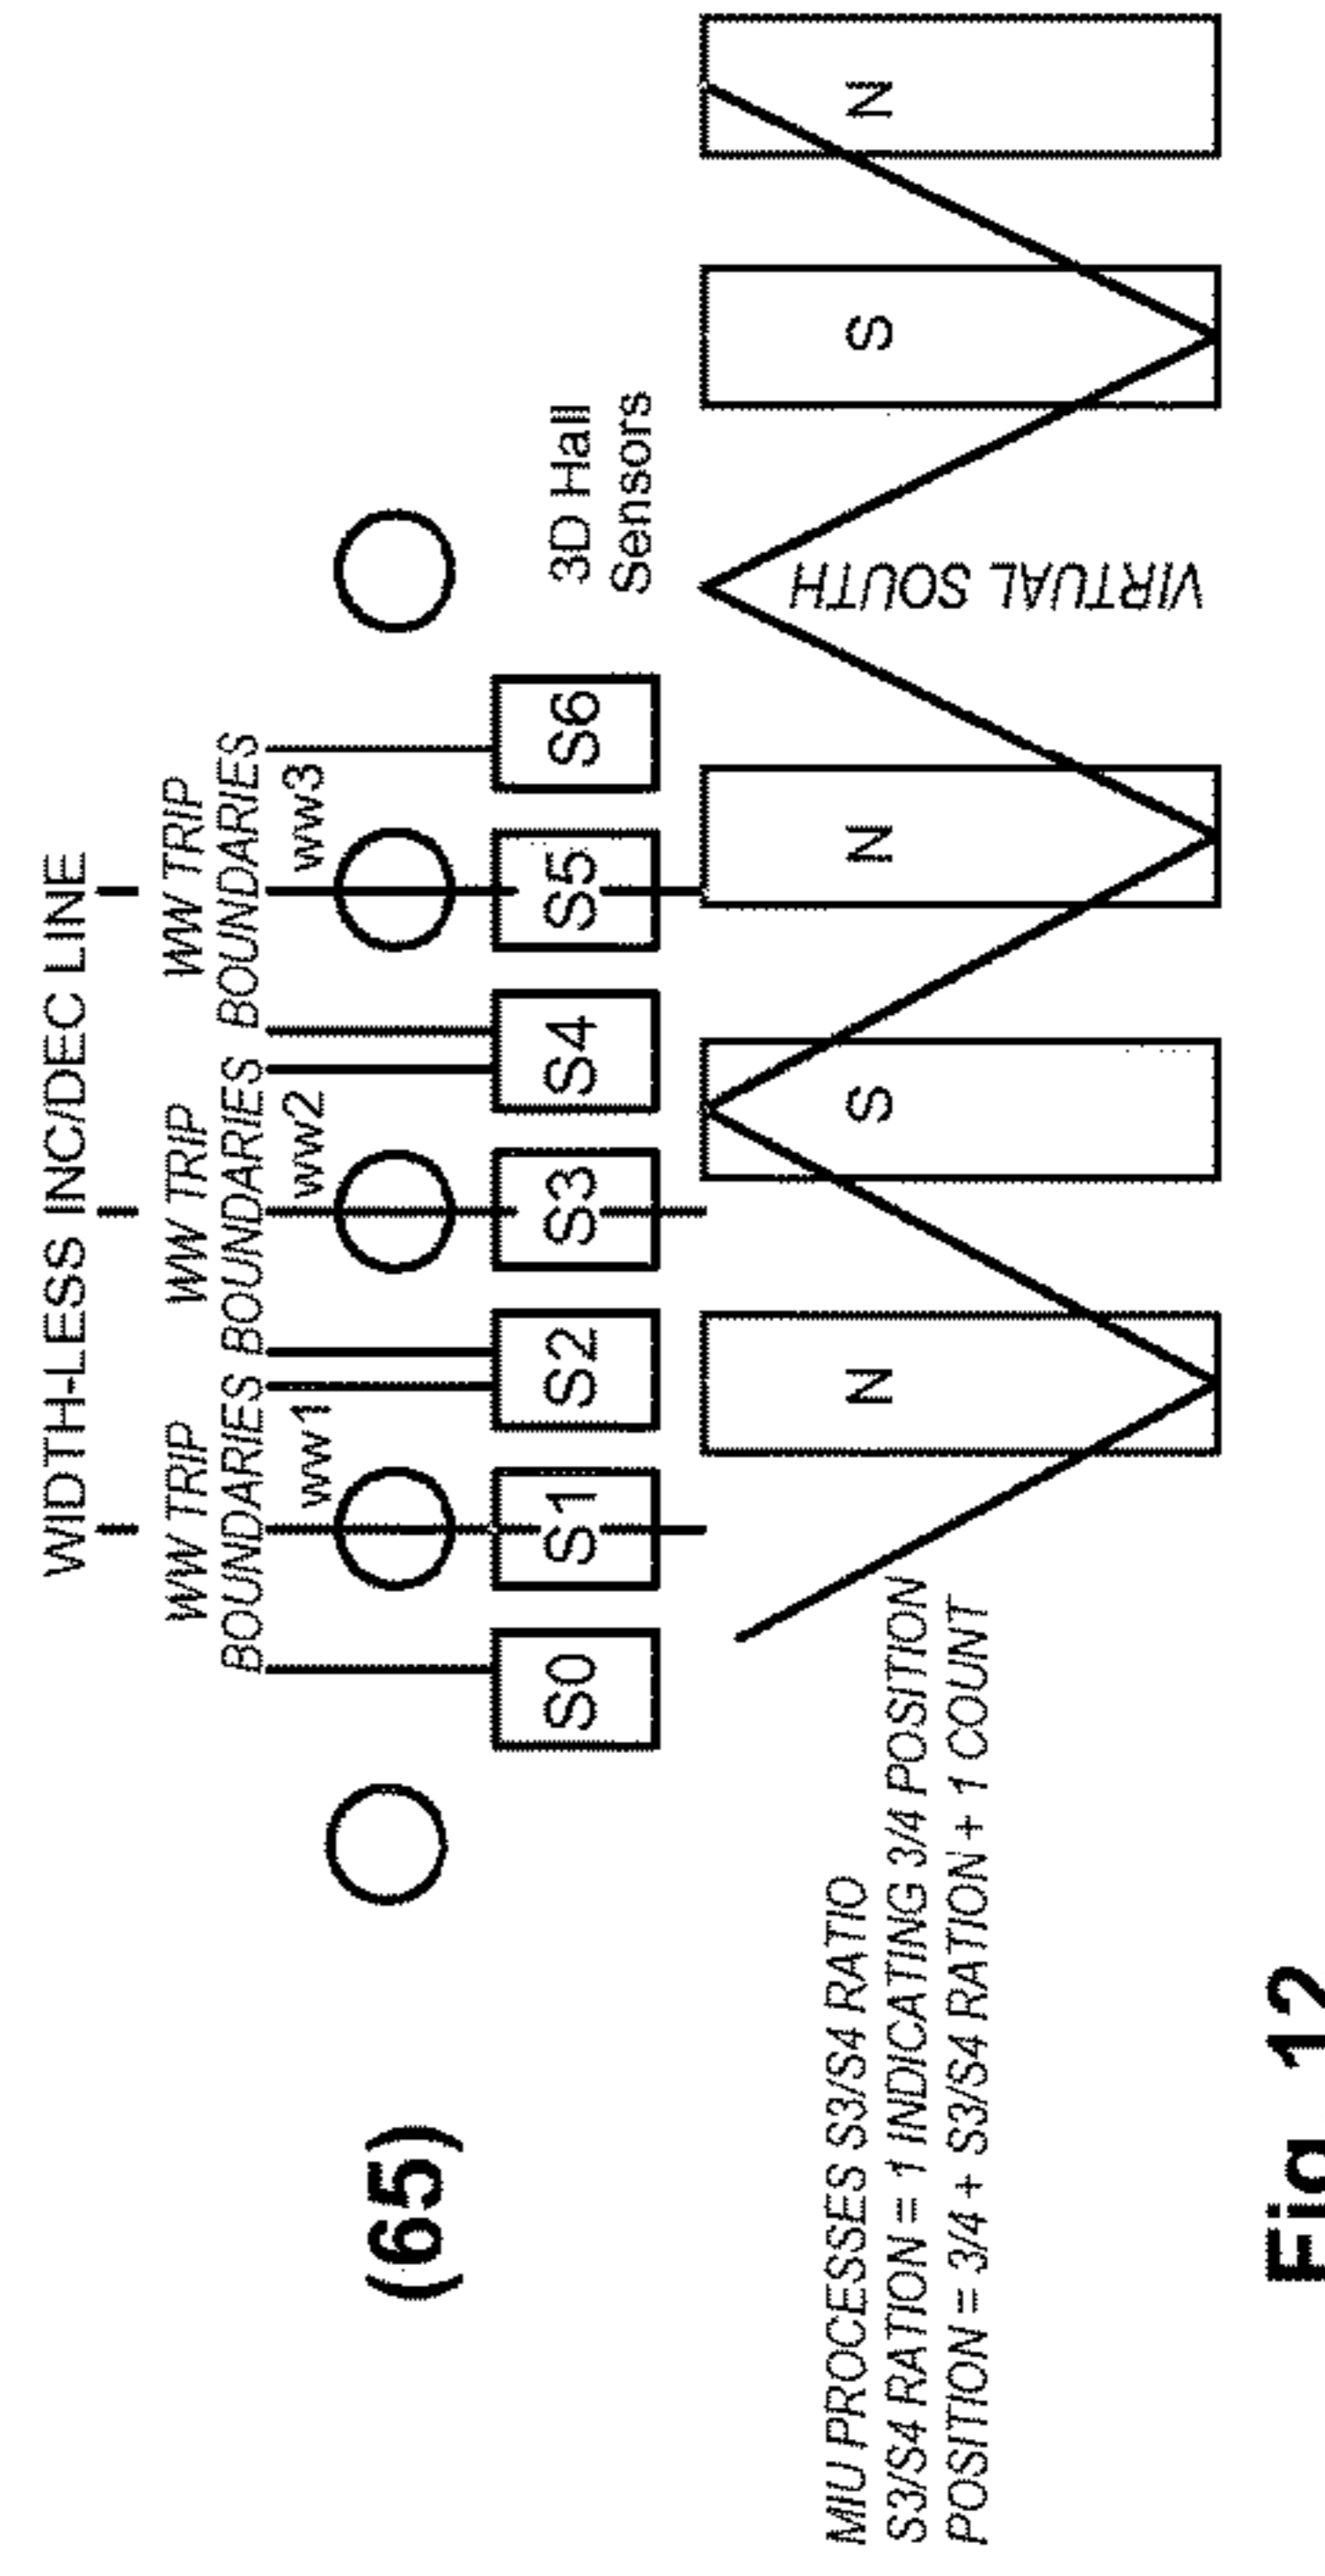 WIDTH-LESS INC/DEC LINE
WW TRIP
BOUNDARIES
WW TRIP
BOUNDARIES
WW TRIP
BOUNDARIES
ww1
ww2
ww3
(65)
S0
S1
S2
S3
S4
S5
S6
3D Hall
Sensors
N
S
N
VIRTUAL SOUTH
S
N
MIU PROCESSES S3/S4 RATIO
S3/S4 RATION = 1 INDICATING 3/4 POSITION
POSITION = 3/4 + S3/S4 RATION + 1 COUNT
Fig. 12